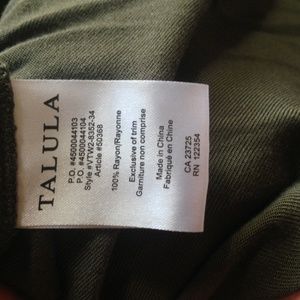 TALULA
P.O. #4500044103
P.O. #4500044104
Style #VTW2-8352-34
Article #50368
100% Rayon/Rayonne
Exclusive of trim
Garniture non comprise
Made in China
Fabriqué en Chine
CA 23725
RN 122354